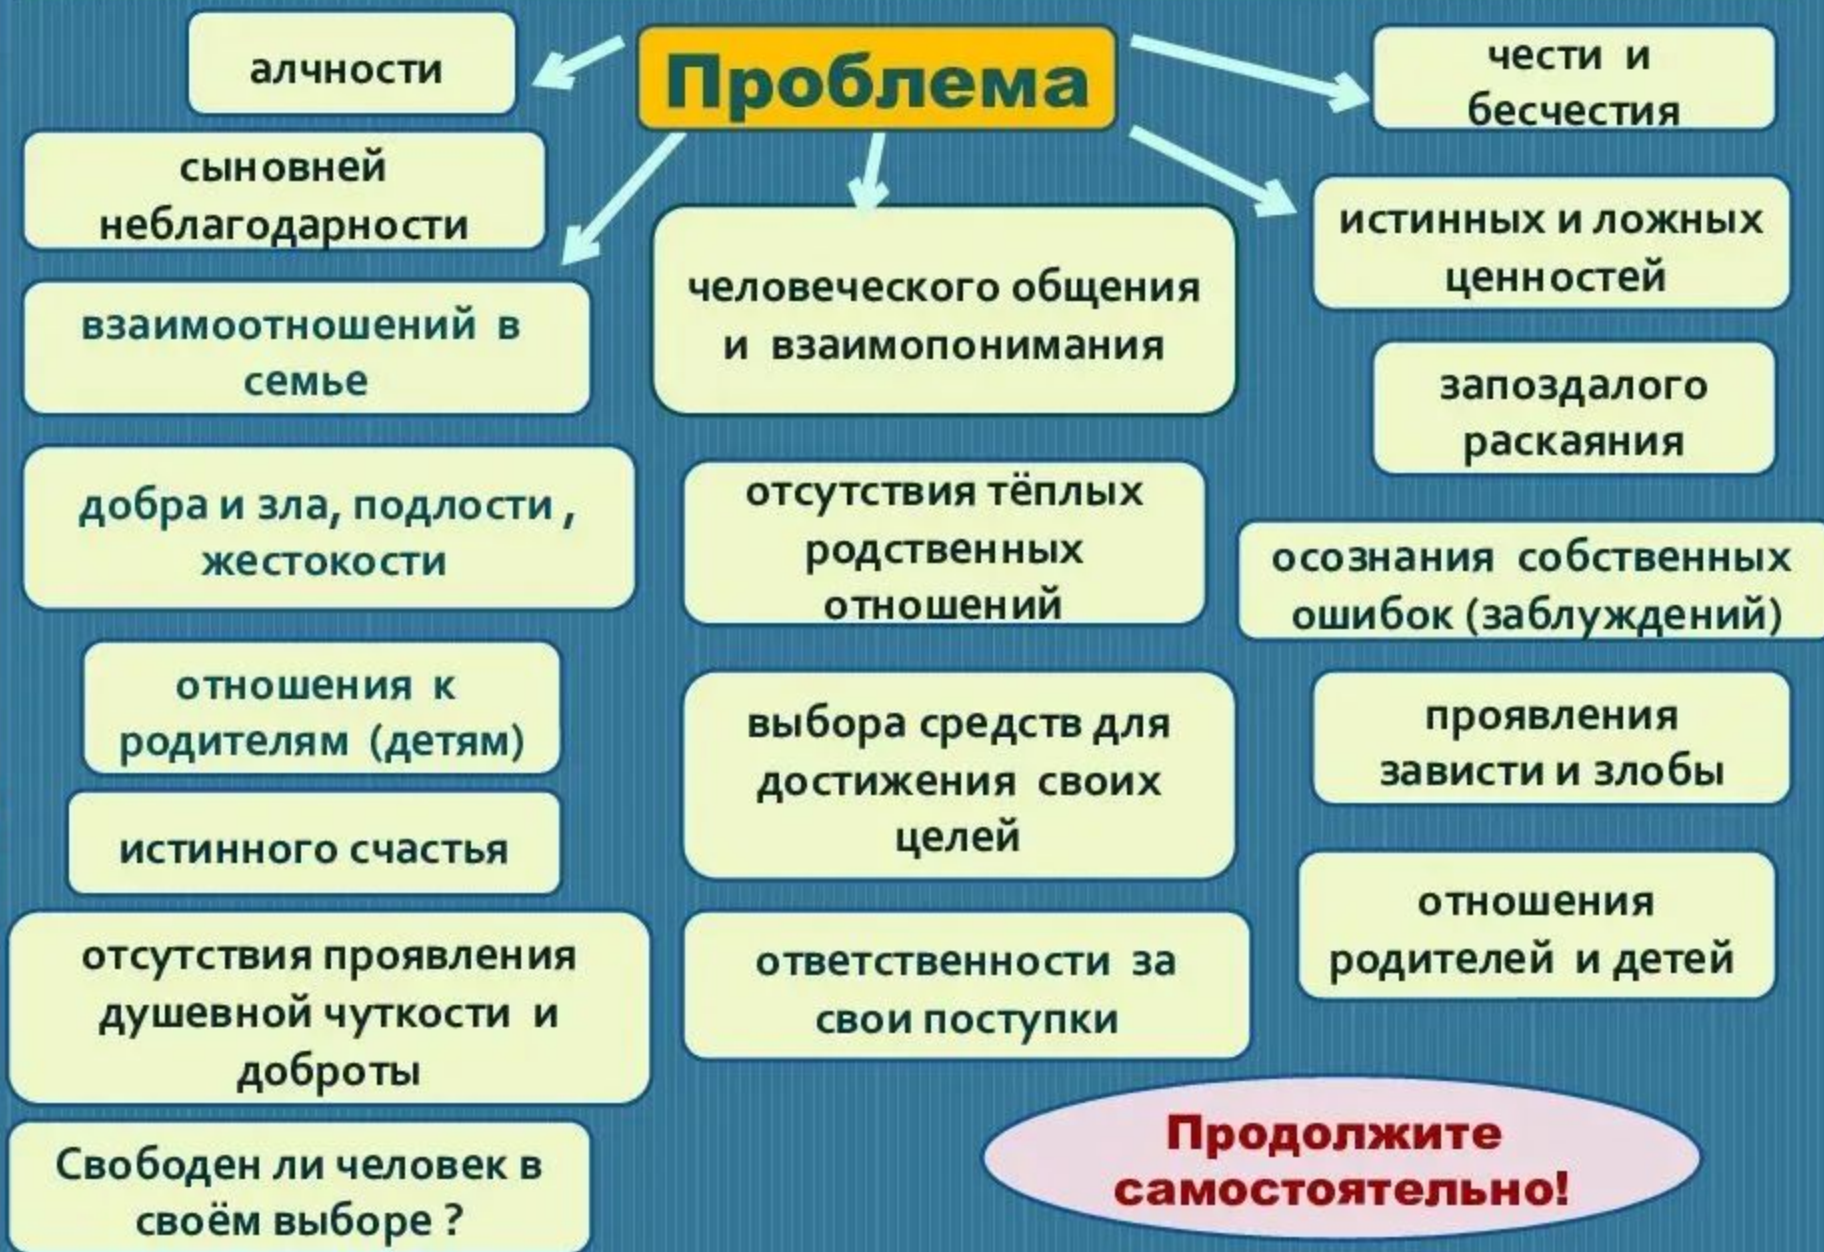 Проблема
алчности
сыновней
неблагодарности
взаимоотношений в
семье
добра и зла, подлости ,
жестокости
отношения к
родителям (детям)
истинного счастья
отсутствия проявления
душевной чуткости и
доброты
Свободен ли человек в
своём выборе ?
человеческого общения
и взаимопонимания
отсутствия тёплых
родственных
отношений
выбора средств для
достижения своих
целей
ответственности за
свои поступки
чести и
бесчестия
истинных и ложных
ценностей
запоздалого
раскаяния
осознания собственных
ошибок (заблуждений)
проявления
зависти и злобы
отношения
родителей и детей
Продолжите
самостоятельно!